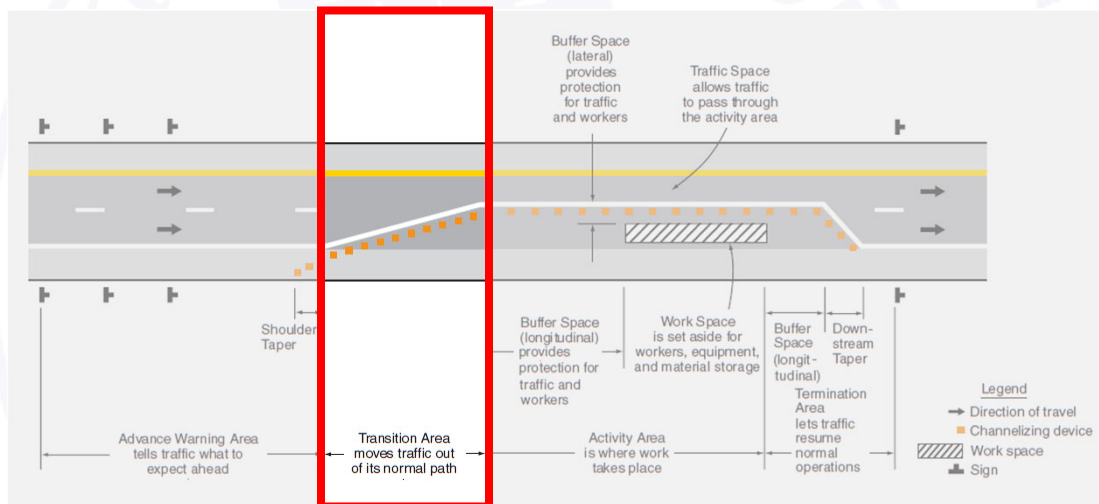 Buffer Space
(lateral)
provides
protection
for traffic
and workers
Traffic Space
allows traffic
to pass through
the activity area
Shoulder
Taper
Buffer Space
(longitudinal)
provides
protection for
traffic and
workers
Work Space
is set aside for
workers, equipment,
and material storage
Buffer
Space
(longit-
tudinal)
Down-
stream
Taper
Advance Warning Area
tells traffic what to
expect ahead
Transition Area
moves traffic out
of its normal path
Activity Area
is where work
takes place
Termination
Area
lets traffic
resume
normal
operations
Legend
Direction of travel
Channelizing device
Work space
Sign